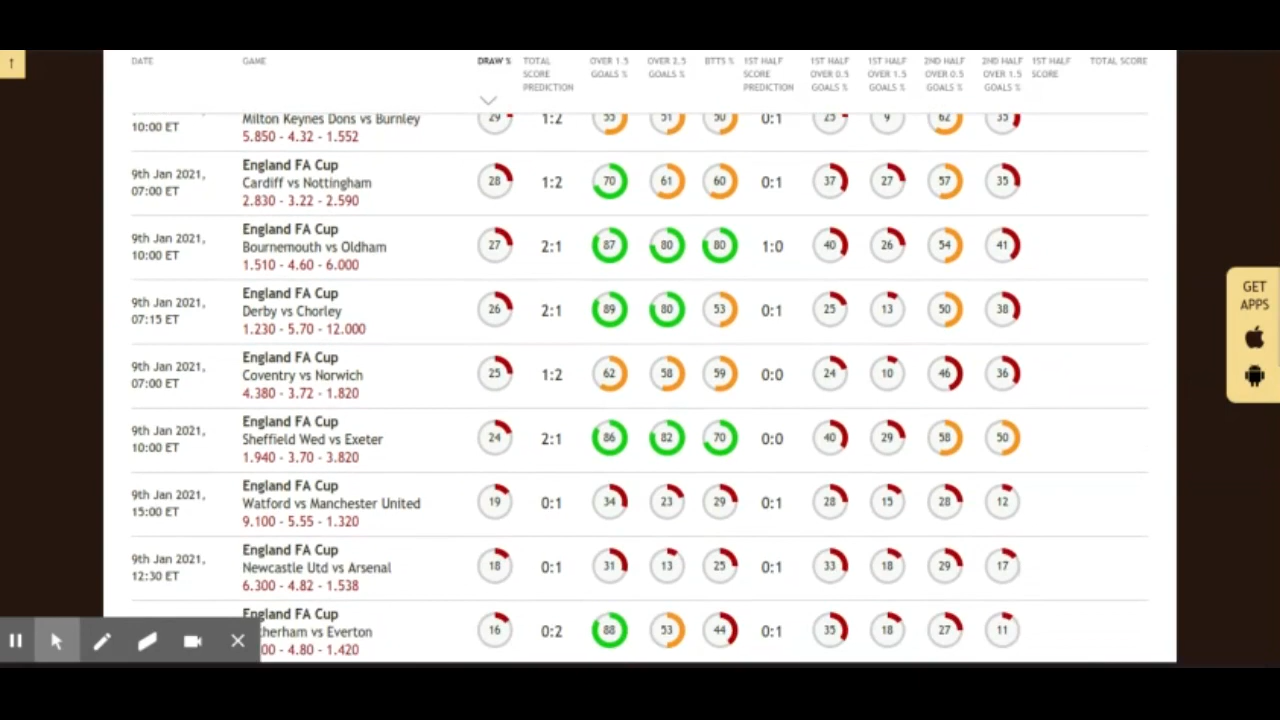 ↑
DATE GAME DRAW % TOTAL SCORE PREDICTION OVER 1.5 GOALS % OVER 2.5 GOALS % BTTS % 1ST HALF SCORE PREDICTION 1ST HALF OVER 0.5 GOALS % 1ST HALF OVER 1.5 GOALS % 2ND HALF OVER 0.5 GOALS % 2ND HALF OVER 1.5 GOALS % 1ST HALF SCORE TOTAL SCORE
Milton Keynes Dons vs Burnley 29 1:2 55 51 50 0:1 25 9 62 35
10:00 ET
5.850 - 4.32 - 1.552
England FA Cup
9th Jan 2021,
07:00 ET
Cardiff vs Nottingham 28 1:2 70 61 60 0:1 37 27 57 35
2.830 - 3.22 - 2.590
England FA Cup
9th Jan 2021,
10:00 ET
Bournemouth vs Oldham 27 2:1 87 80 80 1:0 40 26 54 41
1.510 - 4.60 - 6.000
England FA Cup
9th Jan 2021,
07:15 ET
Derby vs Chorley 26 2:1 89 80 53 0:1 25 13 50 38
1.230 - 5.70 - 12.000
England FA Cup
9th Jan 2021,
07:00 ET
Coventry vs Norwich 25 1:2 62 58 59 0:0 24 10 46 36
4.380 - 3.72 - 1.820
England FA Cup
9th Jan 2021,
10:00 ET
Sheffield Wed vs Exeter 24 2:1 86 82 70 0:0 40 29 58 50
1.940 - 3.70 - 3.820
England FA Cup
9th Jan 2021,
15:00 ET
Watford vs Manchester United 19 0:1 34 23 29 0:1 28 15 28 12
9.100 - 5.55 - 1.320
England FA Cup
9th Jan 2021,
12:30 ET
Newcastle Utd vs Arsenal 18 0:1 31 13 25 0:1 33 18 29 17
6.300 - 4.82 - 1.538
England FA Cup
herham vs Everton 16 0:2 88 53 44 0:1 35 18 27 11
00 - 4.80 - 1.420
GET
APPS